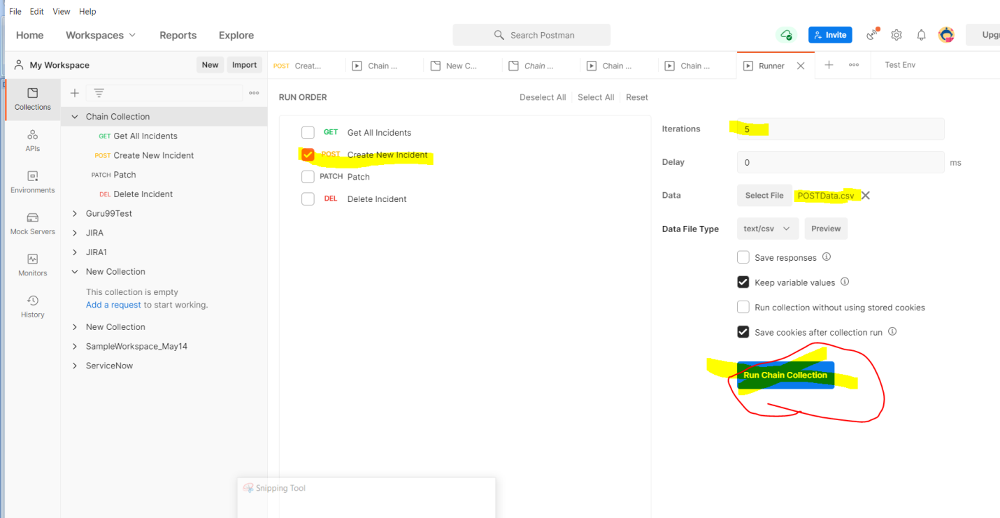 File Edit View Help
Home Workspaces Reports Explore Search Postman Invite
My Workspace New Import POST Creat... Chain ... New C... Chain ... Chain ... Chain ... Runner Test Env
Collections
APIs
Environments
Mock Servers
Monitors
History
Chain Collection
GET Get All Incidents
POST Create New Incident
PATCH Patch
DEL Delete Incident
Guru99Test
JIRA
JIRA1
New Collection
This collection is empty
Add a request to start working.
New Collection
SampleWorkspace_May14
ServiceNow
RUN ORDER Deselect All Select All Reset
GET Get All Incidents
POST Create New Incident
PATCH Patch
DEL Delete Incident
Iterations 5
Delay 0 ms
Data Select File POSTData.csv
Data File Type text/csv Preview
Save responses
Keep variable values
Run collection without using stored cookies
Save cookies after collection run
Run Chain Collection
Snipping Tool